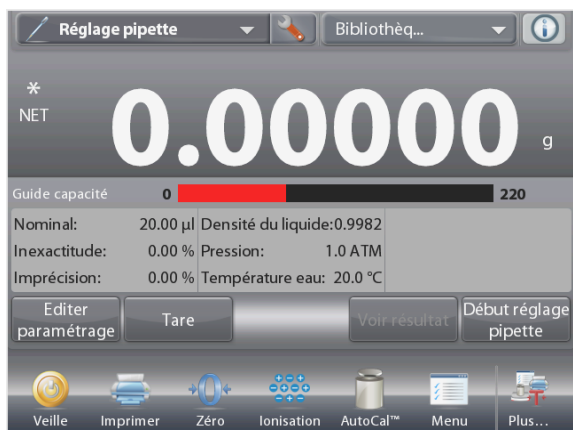 Réglage pipette
Bibliothèq...
*
NET
0.00000 g
Guide capacité 0 220
Nominal: 20.00 µl Densité du liquide:0.9982
Inexactitude: 0.00 % Pression: 1.0 ATM
Imprécision: 0.00 % Température eau: 20.0 °C
Editer paramétrage
Tare
Voir résultat
Début réglage pipette
Veille Imprimer Zéro Ionisation AutoCal™ Menu Plus...